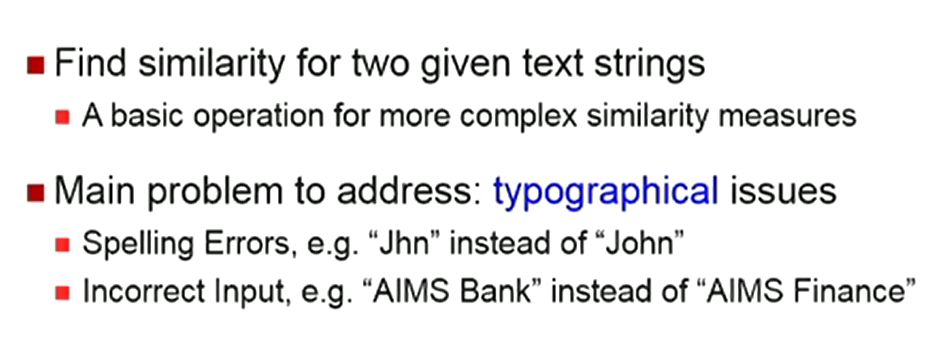 Find similarity for two given text strings
A basic operation for more complex similarity measures
Main problem to address: typographical issues
Spelling Errors, e.g. “Jhn” instead of “John”
Incorrect Input, e.g. “AIMS Bank” instead of “AIMS Finance”